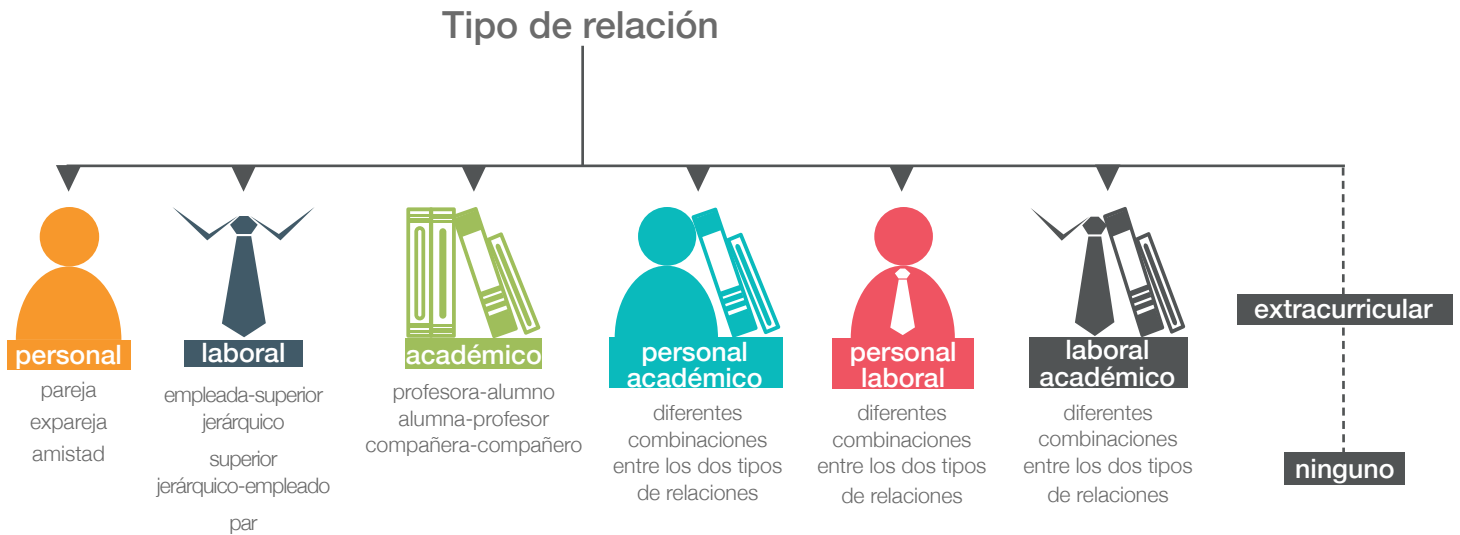 Tipo de relación
personal
pareja
expareja
amistad
laboral
empleada-superior
jerárquico
superior
jerárquico-empleado
par
académico
profesora-alumno
alumna-profesor
compañera-compañero
personal
académico
diferentes
combinaciones
entre los dos tipos
de relaciones
personal
laboral
diferentes
combinaciones
entre los dos tipos
de relaciones
laboral
académico
diferentes
combinaciones
entre los dos tipos
de relaciones
extracurricular
ninguno